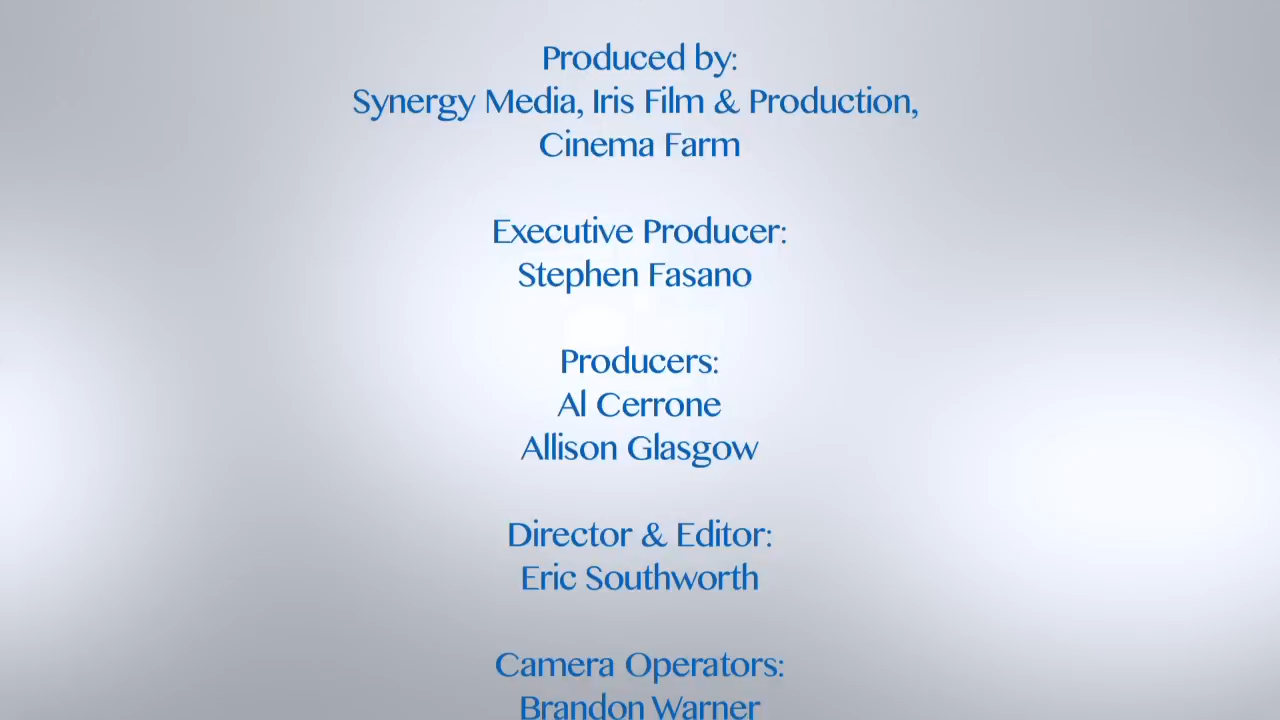 Produced by:
Synergy Media, Iris Film & Production,
Cinema Farm
Executive Producer:
Stephen Fasano
Producers:
Al Cerrone
Allison Glasgow
Director & Editor:
Eric Southworth
Camera Operators:
Brandon Warner